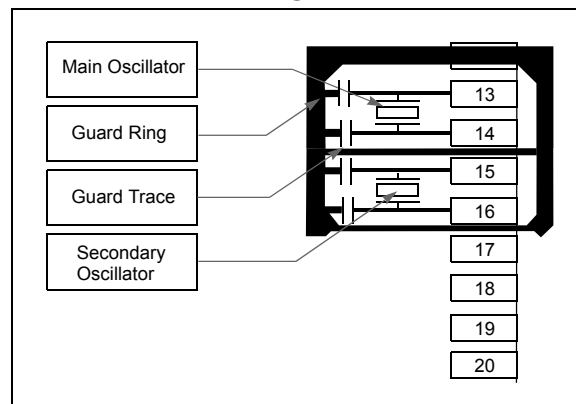 Main Oscillator
Guard Ring
Guard Trace
Secondary
Oscillator
13
14
15
16
17
18
19
20